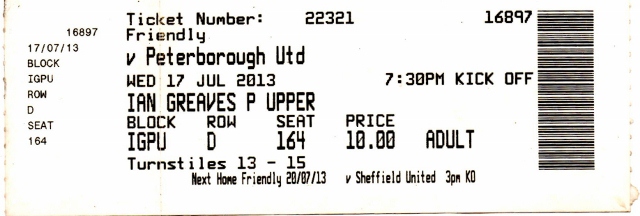 16897
17/07/13
BLOCK
IGPU
ROW
D
SEAT
164
Ticket Number: 22321 16897
Friendly
v Peterborough Utd
WED 17 JUL 2013 7:30PM KICK OFF
IAN GREAVES P UPPER
BLOCK ROW SEAT PRICE
IGPU D 164 10.00 ADULT
Turnstiles 13 - 15
Next Home Friendly 20/07/13 v Sheffield United 3pm KO